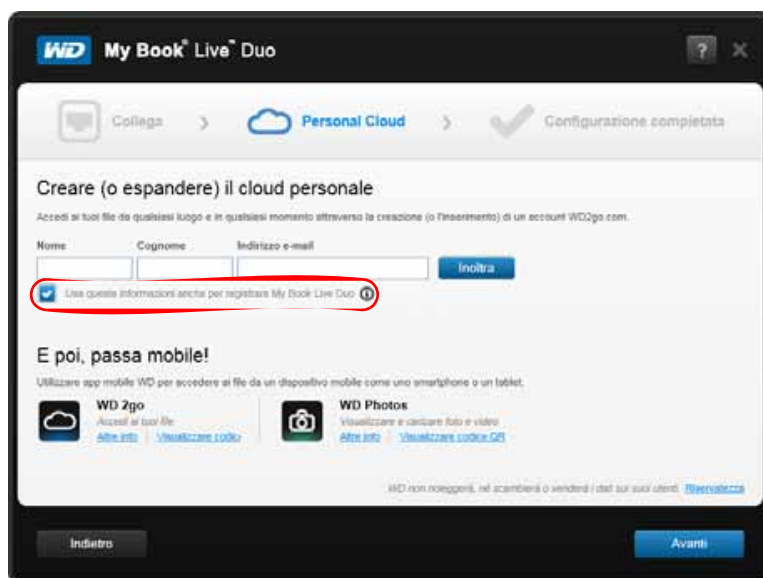 WD My Book® Live™ Duo ?
Collega Personal Cloud Configurazione completata
Creare (o espandere) il cloud personale
Accedi ai tuoi file da qualsiasi luogo e in qualsiasi momento attraverso la creazione (o l'inserimento) di un account WD2go.com.
Nome Cognome Indirizzo e-mail
Inoltra
Usa queste informazioni anche per registrare My Book Live Duo
E poi, passa mobile!
Utilizzare app mobile WD per accedere ai file da un dispositivo mobile come uno smartphone o un tablet.
WD 2go WD Photos
Accedi ai tuoi file Visualizzare e caricare foto e video
Altre info Visualizzare codici Altre info Visualizzare codice QR
WD non noleggerà, né scambierà o venderà i dati sui suoi utenti. Riservatezza
Indietro Avanti